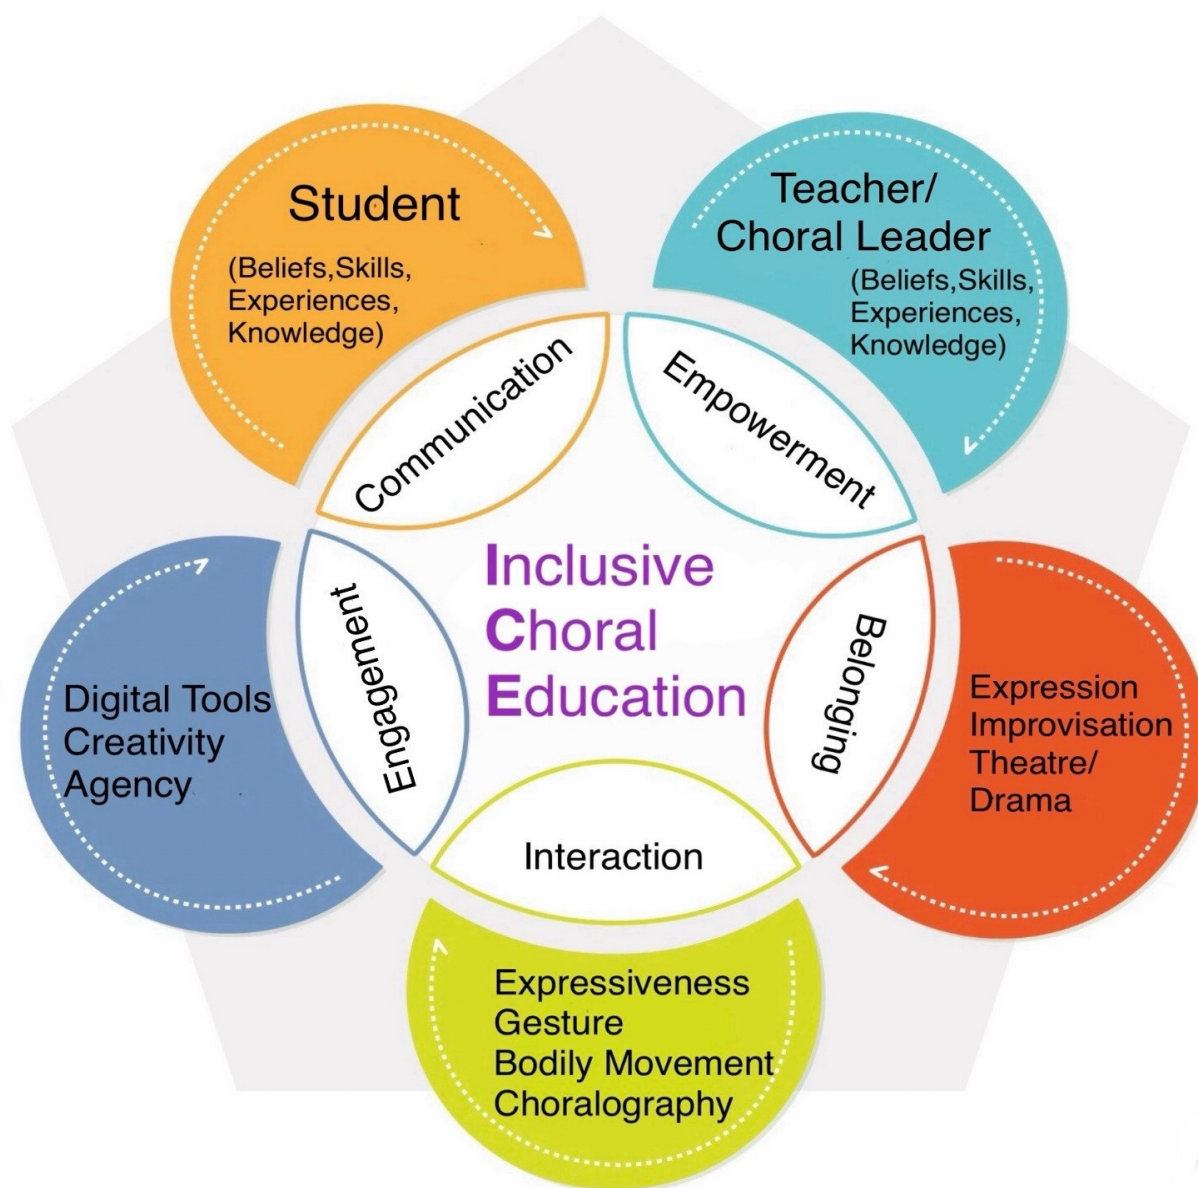 Student
(Beliefs,Skills,
Experiences,
Knowledge)
Teacher/
Choral Leader
(Beliefs,Skills,
Experiences,
Knowledge)
Communication
Empowerment
Inclusive
Choral
Education
Engagement
Belonging
Digital Tools
Creativity
Agency
Expression
Improvisation
Theatre/
Drama
Interaction
Expressiveness
Gesture
Bodily Movement
Choralography